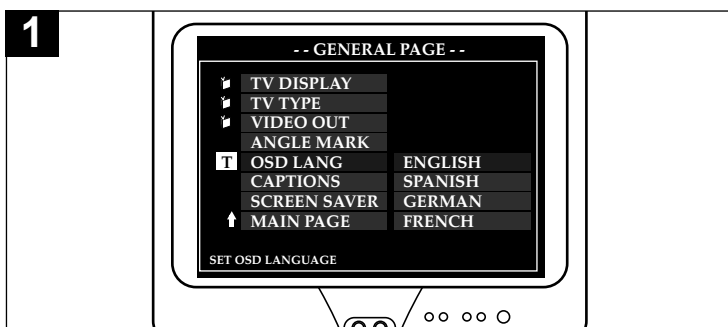 1
- - GENERAL PAGE - -
TV DISPLAY
TV TYPE
VIDEO OUT
ANGLE MARK
T OSD LANG ENGLISH
CAPTIONS SPANISH
SCREEN SAVER GERMAN
MAIN PAGE FRENCH
SET OSD LANGUAGE